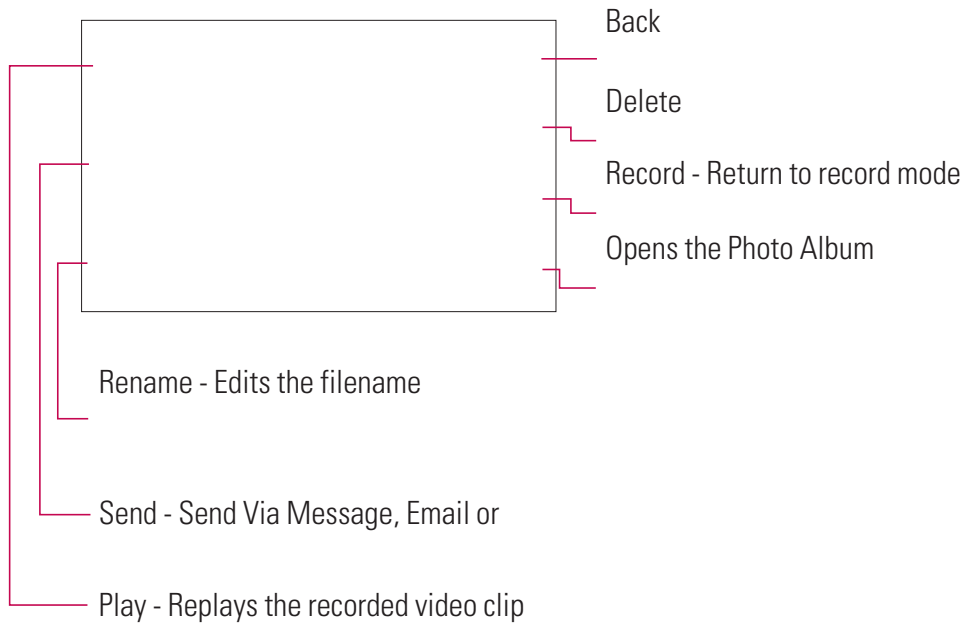 Back
Delete
Record - Return to record mode
Opens the Photo Album
Rename - Edits the filename
Send - Send Via Message, Email or
Play - Replays the recorded video clip